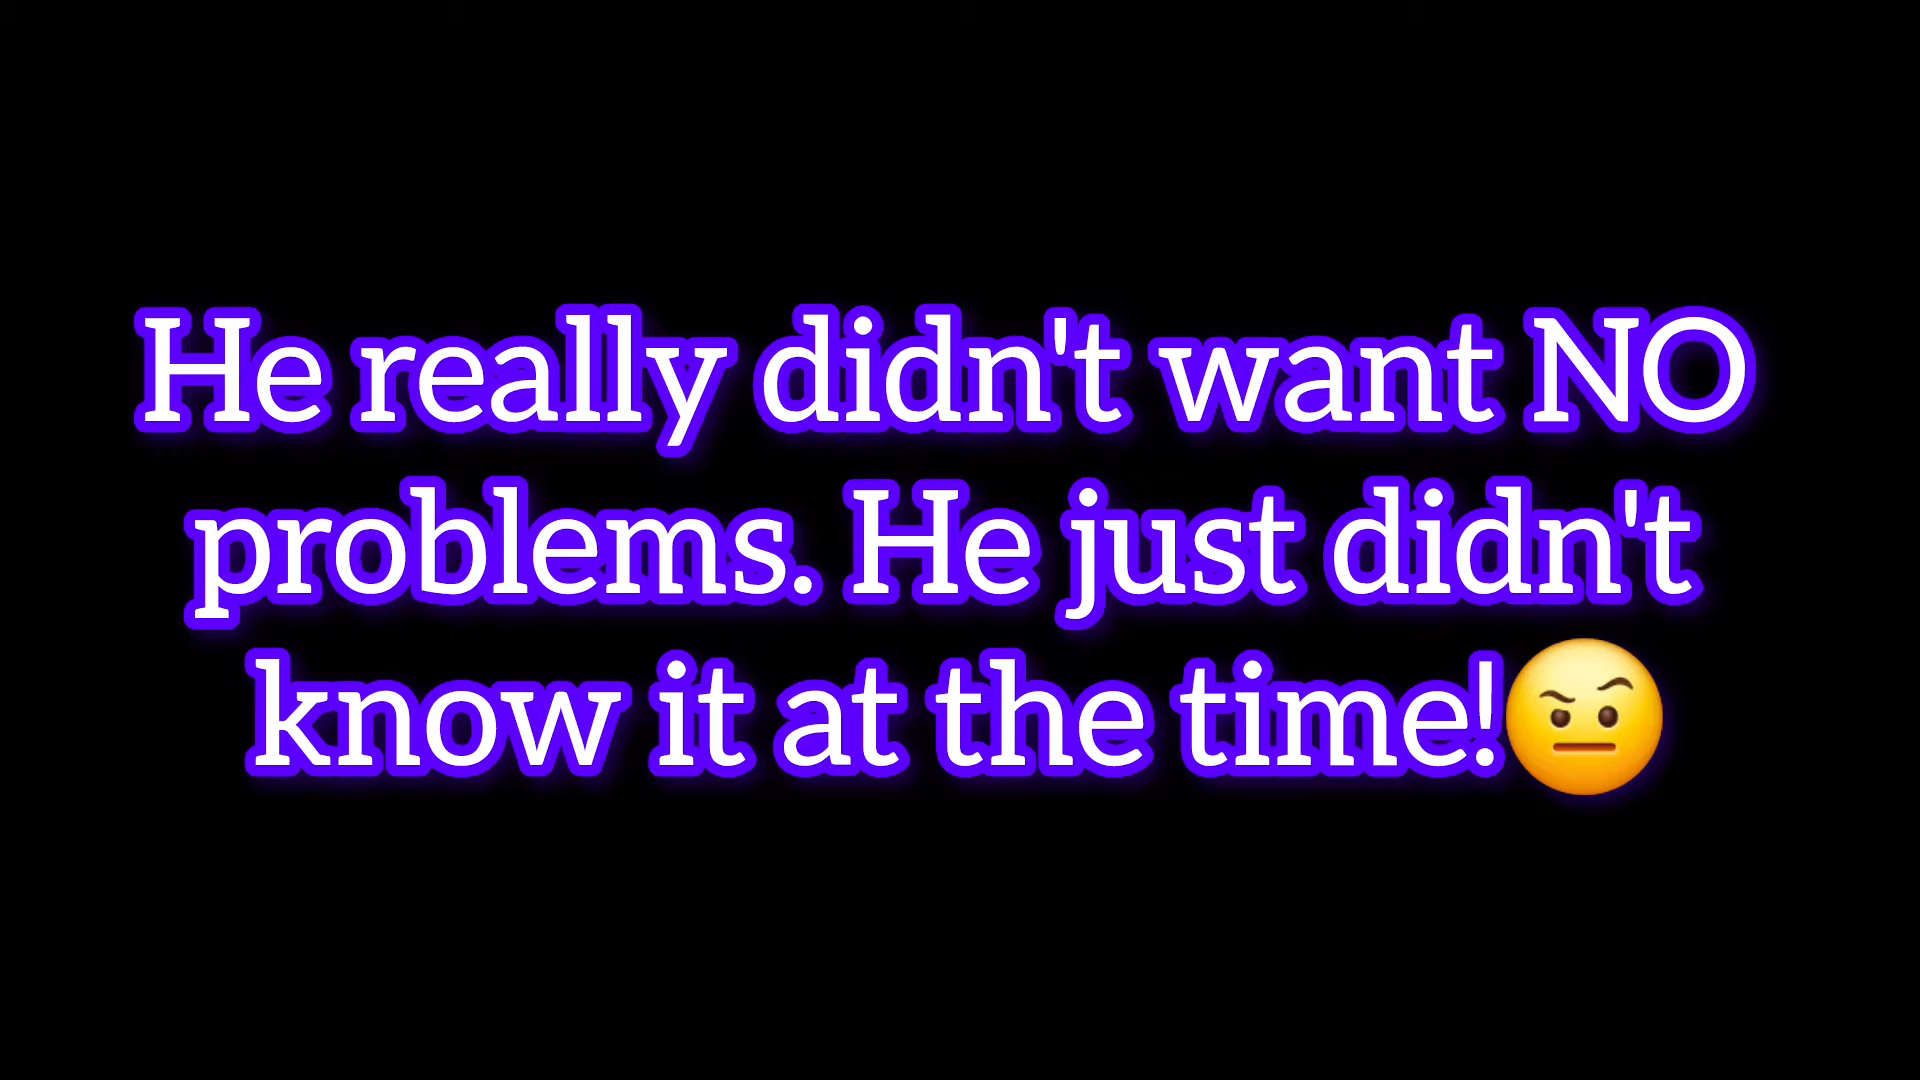 He really didn't want NO
problems. He just didn't
know it at the time!🤨